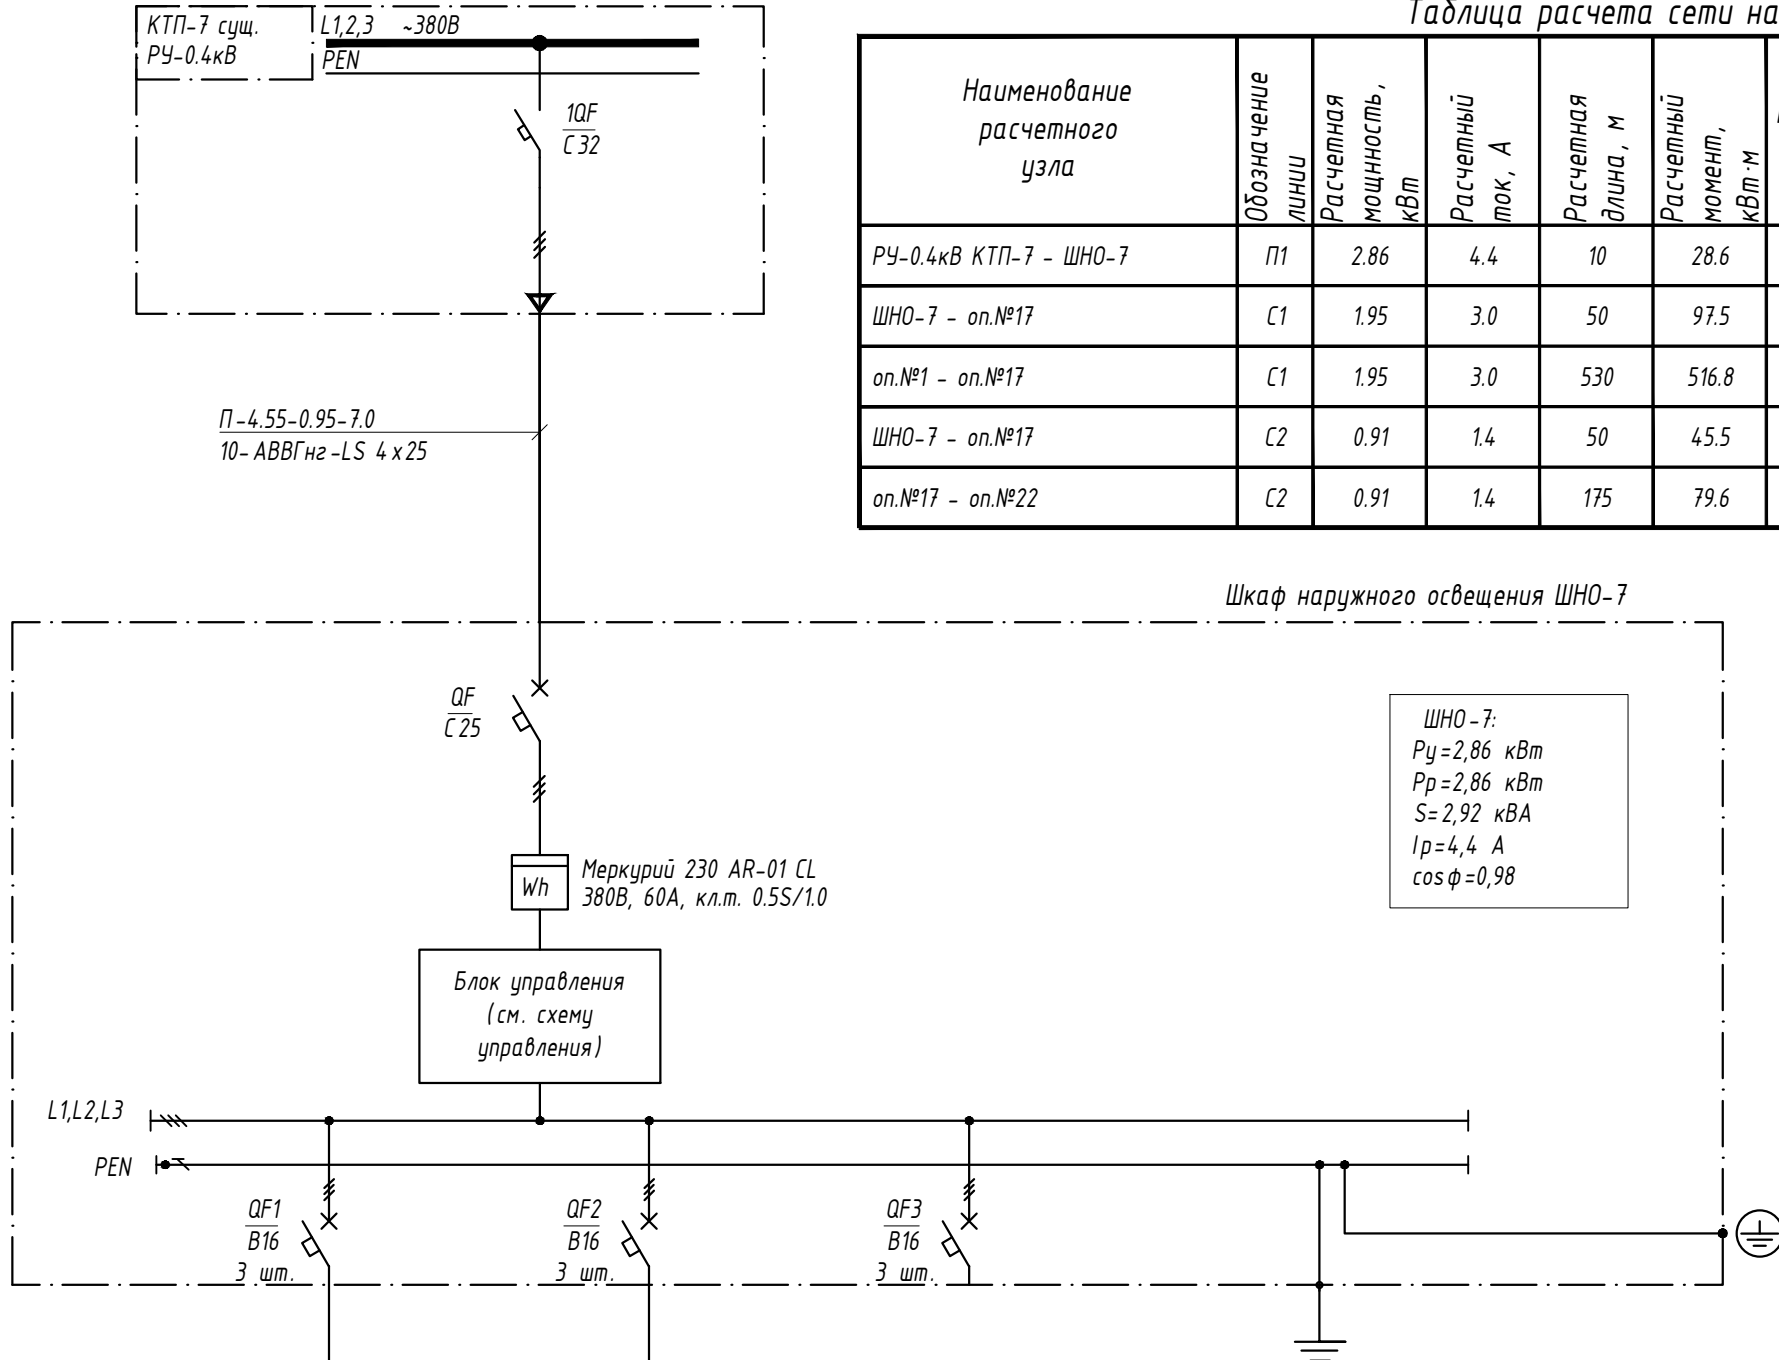 КТП-7 сущ.
РУ-0.4кВ
L1,2,3 ~380В
PEN
1QF
С32
П-4.55-0.95-7.0
10-АВВГнг-LS 4x25
Таблица расчета сети на
Наименование
расчетного
узла
Обозначение
линии
Расчетная
мощность,
кВт
Расчетный
ток, А
Расчетная
длина, м
Расчетный
момент,
кВт·м
РУ-0.4кВ КТП-7 - ШНО-7 П1 2.86 4.4 10 28.6
ШНО-7 - оп.№17 С1 1.95 3.0 50 97.5
оп.№1 - оп.№17 С1 1.95 3.0 530 516.8
ШНО-7 - оп.№17 С2 0.91 1.4 50 45.5
оп.№17 - оп.№22 С2 0.91 1.4 175 79.6
Шкаф наружного освещения ШНО-7
QF
С25
ШНО-7:
Ру=2,86 кВт
Рр=2,86 кВт
S=2,92 кВА
Iр=4,4 А
cosφ=0,98
Wh
Меркурий 230 AR-01 CL
380В, 60А, кл.т. 0.5S/1.0
Блок управления
(см. схему
управления)
L1,L2,L3
PEN
QF1
В16
3 шт.
QF2
В16
3 шт.
QF3
В16
3 шт.